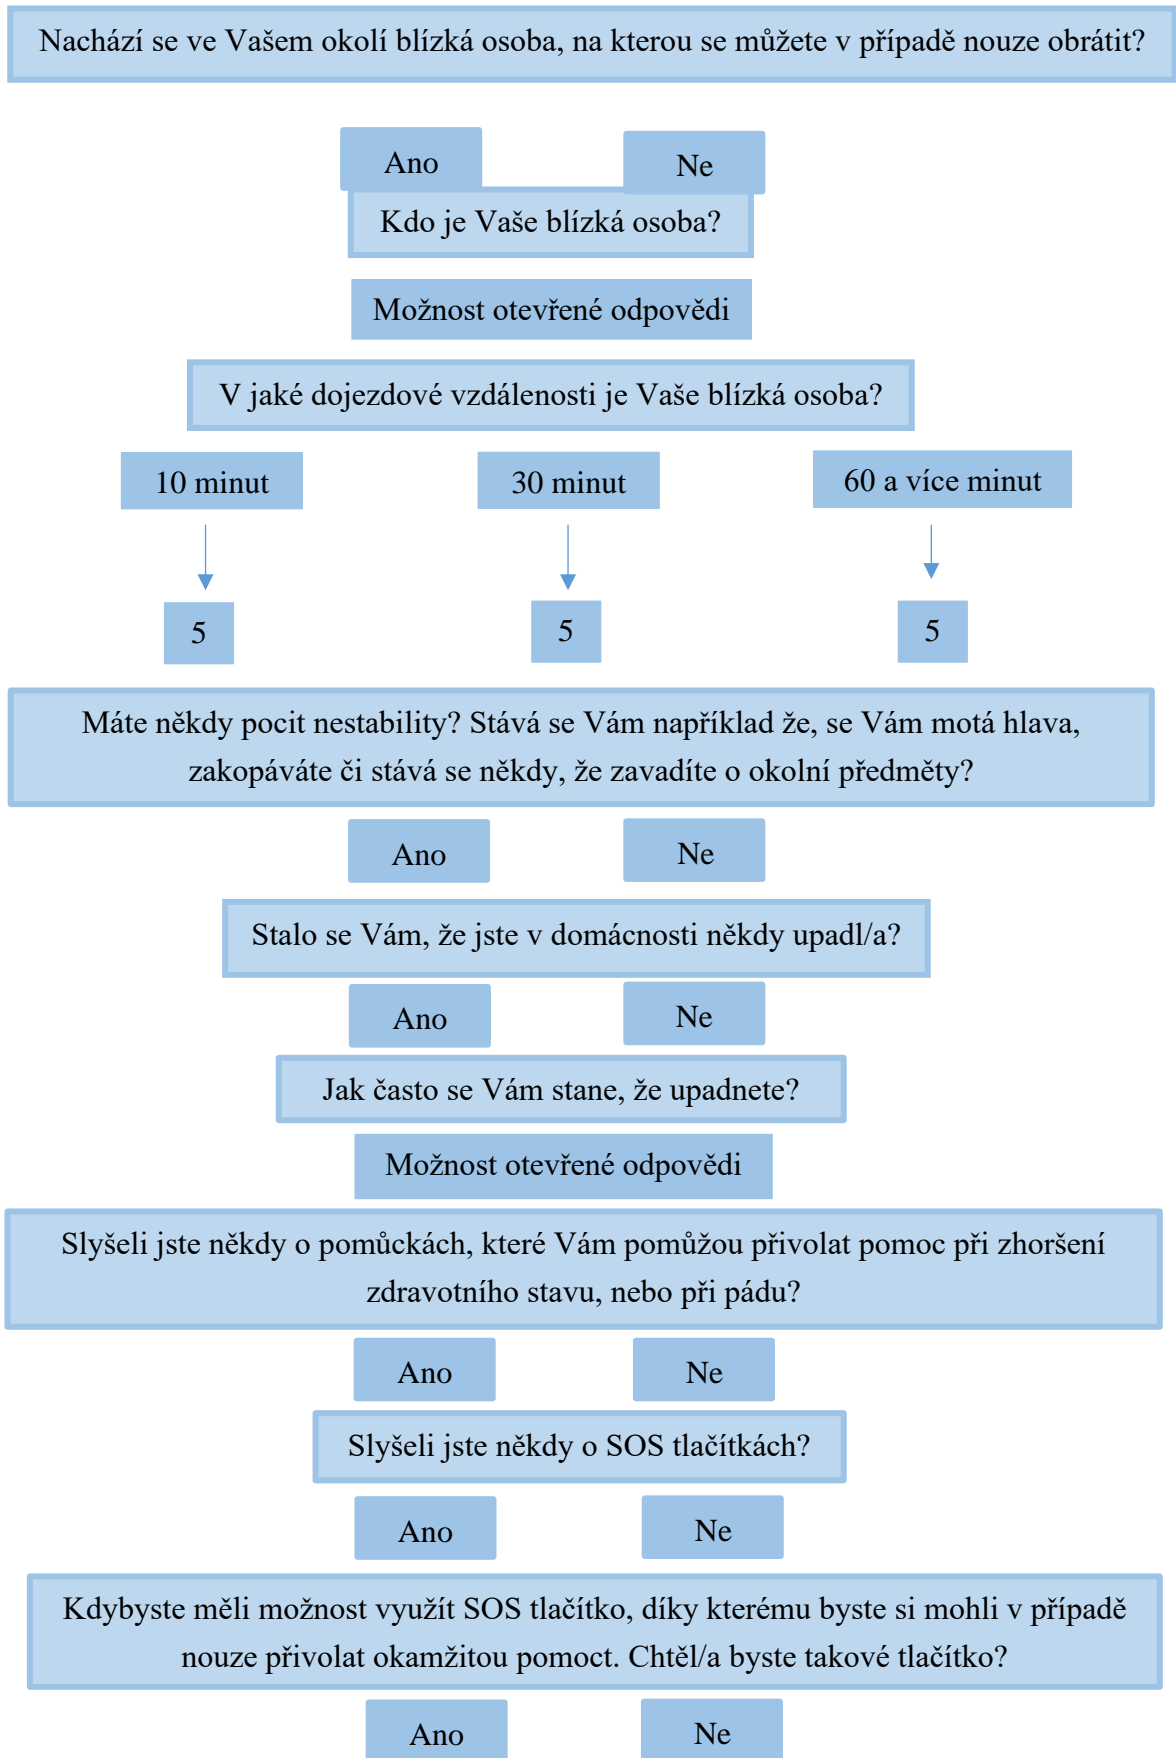 Nachází se ve Vašem okolí blízká osoba, na kterou se můžete v případě nouze obrátit?
Ano
Ne
Kdo je Vaše blízká osoba?
Možnost otevřené odpovědi
V jaké dojezdové vzdálenosti je Vaše blízká osoba?
10 minut
30 minut
60 a více minut
5
5
5
Máte někdy pocit nestability? Stává se Vám například že, se Vám motá hlava,
zakopáváte či stává se někdy, že zavadíte o okolní předměty?
Ano
Ne
Stalo se Vám, že jste v domácnosti někdy upadl/a?
Ano
Ne
Jak často se Vám stane, že upadnete?
Možnost otevřené odpovědi
Slyšeli jste někdy o pomůckách, které Vám pomůžou přivolat pomoc při zhoršení
zdravotního stavu, nebo při pádu?
Ano
Ne
Slyšeli jste někdy o SOS tlačítkách?
Ano
Ne
Kdybyste měli možnost využít SOS tlačítko, díky kterému byste si mohli v případě
nouze přivolat okamžitou pomoct. Chtěl/a byste takové tlačítko?
Ano
Ne